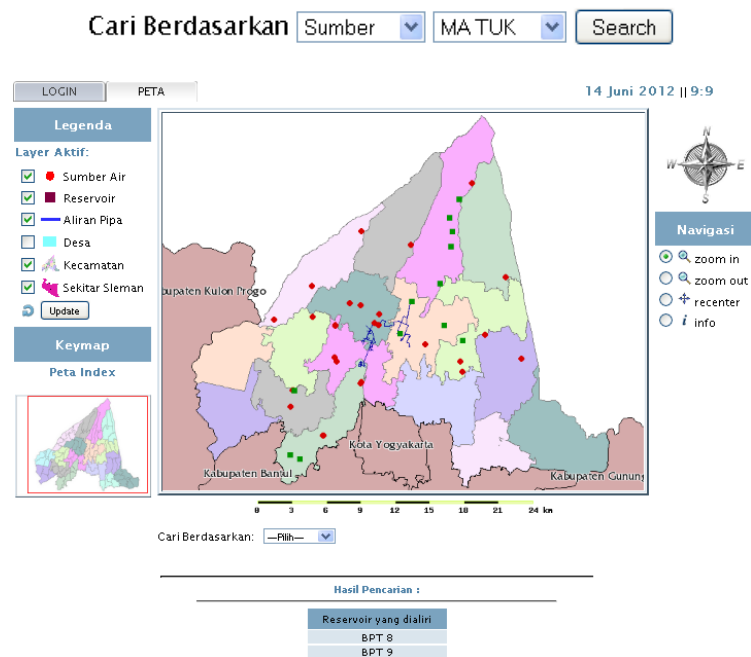 Cari Berdasarkan Sumber MATUK Search
LOGIN PETA 14 Juni 2012 || 9:9
Legenda
Layer Aktif:
Sumber Air
Reservoir
Aliran Pipa
Desa
Kecamatan
Sekitar Sleman
Update
Keymap
Peta Index
bupaten Kulon Progo
Kota Yogyakarta
Kabupaten Bantul
Kabupaten Gunung
N
W E
S
Navigasi
zoom in
zoom out
recenter
i info
0 3 6 9 12 15 18 21 24 km
Cari Berdasarkan: —Pilih—
Hasil Pencarian :
Reservoir yang dialiri
BPT 8
BPT 9